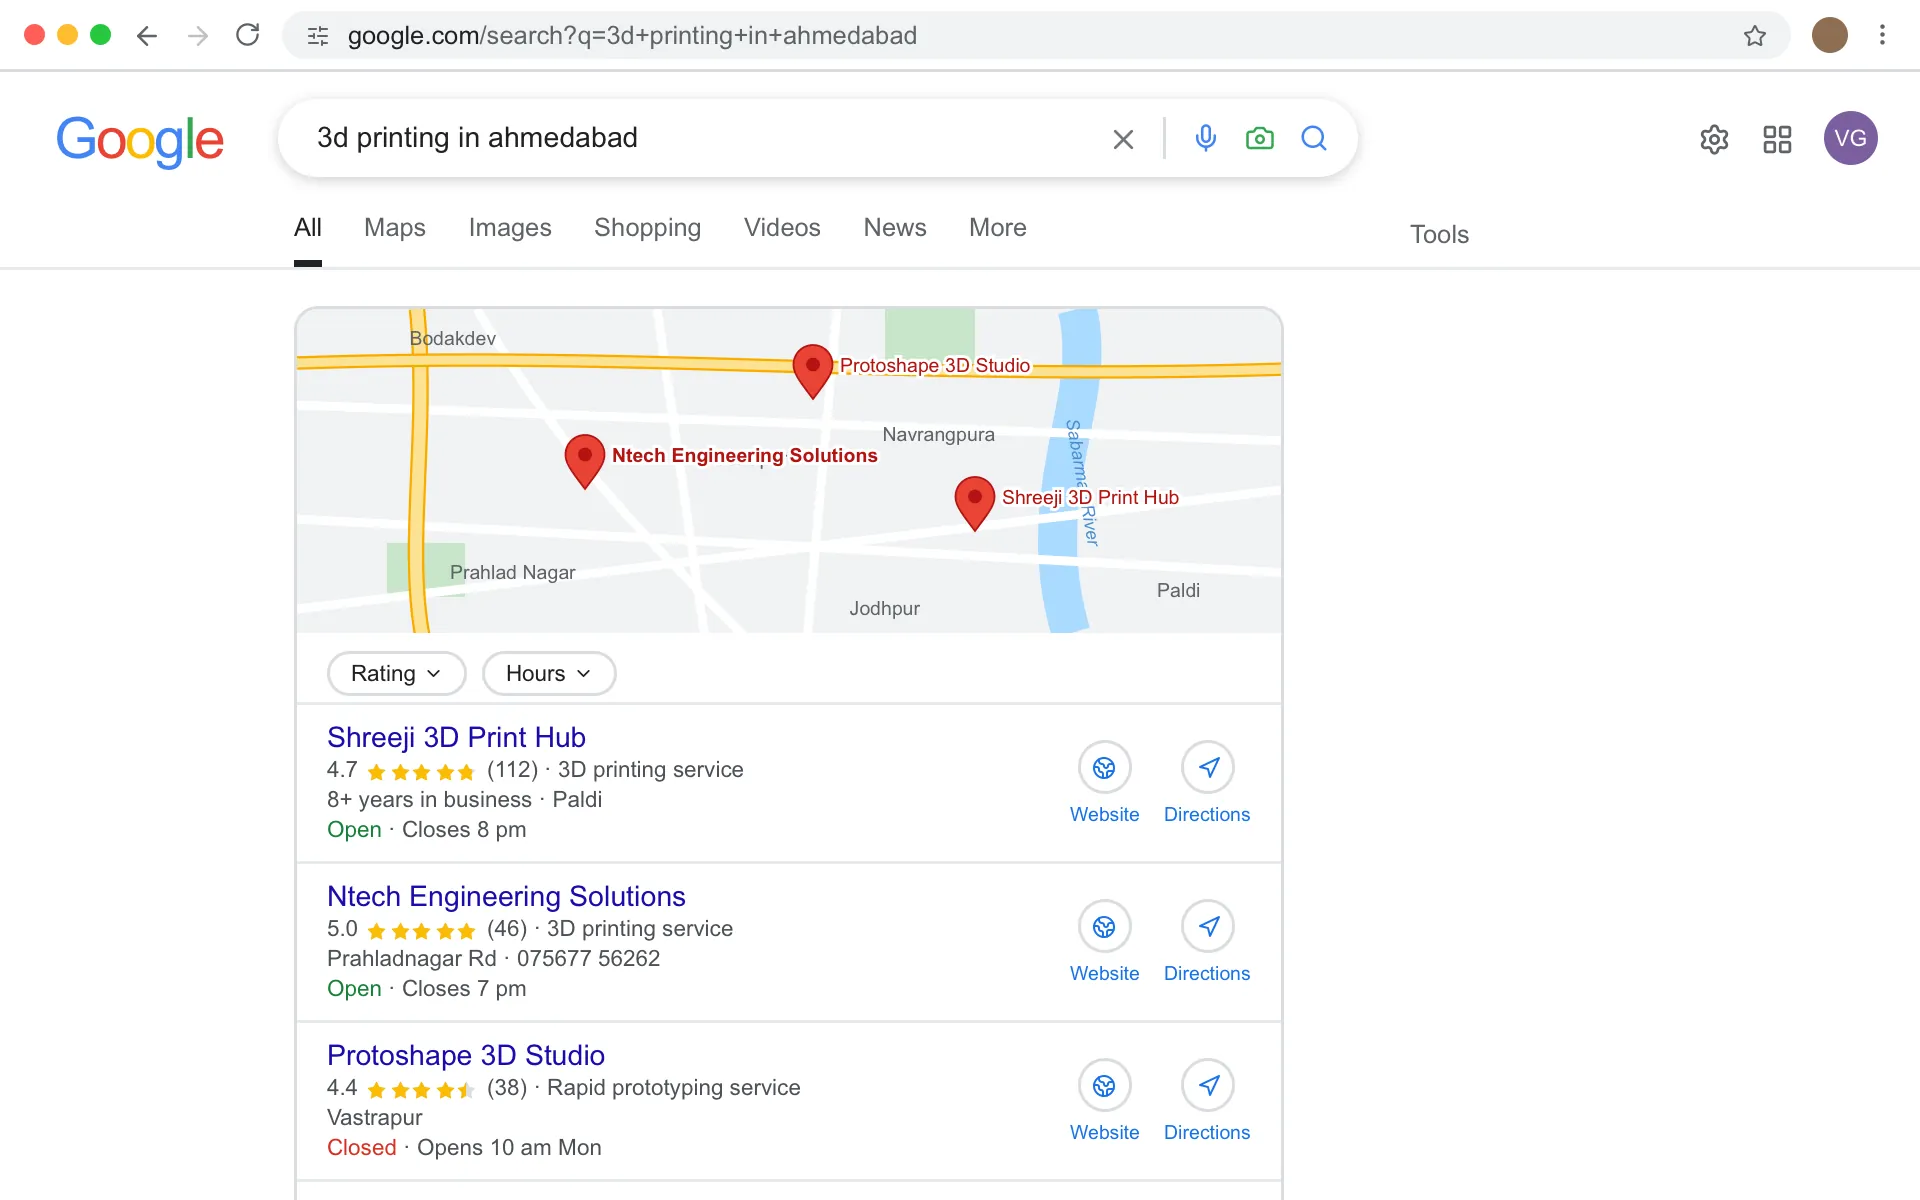 google.com/search?q=3d+printing+in+ahmedabad
Google
3d printing in ahmedabad
VG
All Maps Images Shopping Videos News More Tools
Bodakdev
Protoshape 3D Studio
Navrangpura
Ntech Engineering Solutions
Shreeji 3D Print Hub
River
Prahlad Nagar
Paldi
Jodhpur
Rating
Hours
Shreeji 3D Print Hub
4.7 (112) · 3D printing service
8+ years in business · Paldi
Open · Closes 8 pm
Website Directions
Ntech Engineering Solutions
5.0 (46) · 3D printing service
Prahladnagar Rd · 075677 56262
Open · Closes 7 pm
Website Directions
Protoshape 3D Studio
4.4 (38) · Rapid prototyping service
Vastrapur
Closed · Opens 10 am Mon
Website Directions